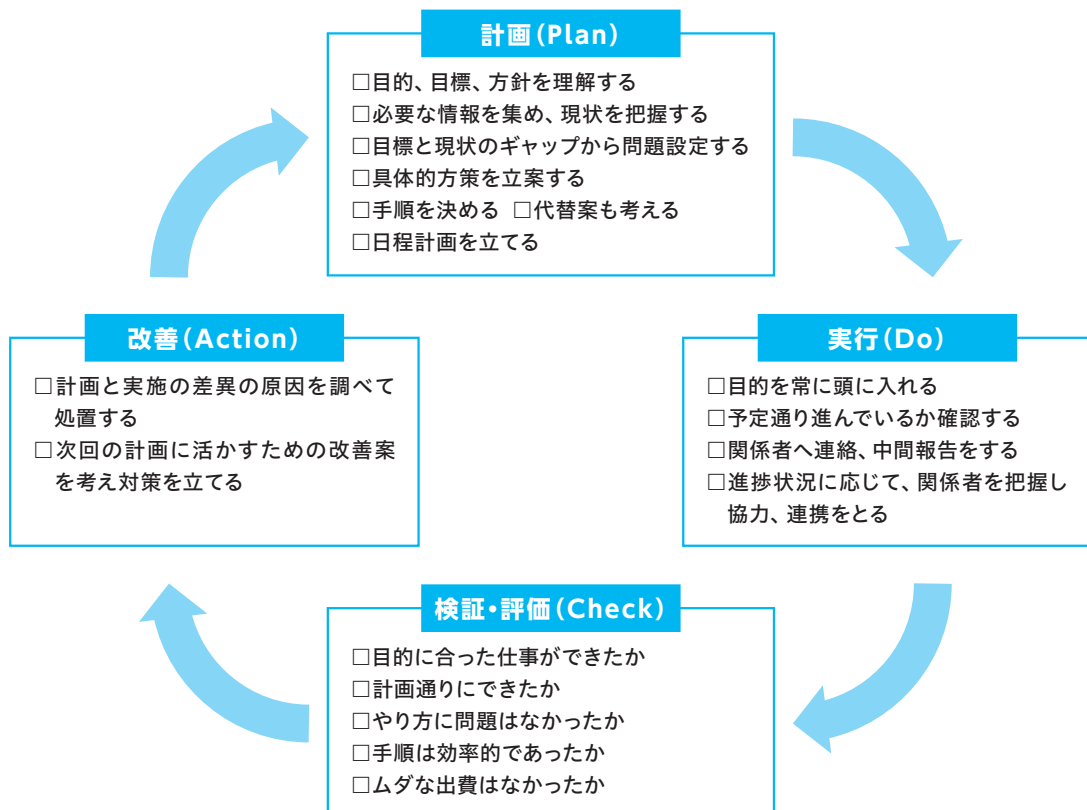 計画(Plan)
□目的、目標、方針を理解する
□必要な情報を集め、現状を把握する
□目標と現状のギャップから問題設定する
□具体的方策を立案する
□手順を決める □代替案も考える
□日程計画を立てる
実行(Do)
□目的を常に頭に入れる
□予定通り進んでいるか確認する
□関係者へ連絡、中間報告をする
□進捗状況に応じて、関係者を把握し
協力、連携をとる
検証・評価(Check)
□目的に合った仕事ができたか
□計画通りにできたか
□やり方に問題はなかったか
□手順は効率的であったか
□ムダな出費はなかったか
改善(Action)
□計画と実施の差異の原因を調べて
処置する
□次回の計画に活かすための改善案
を考え対策を立てる